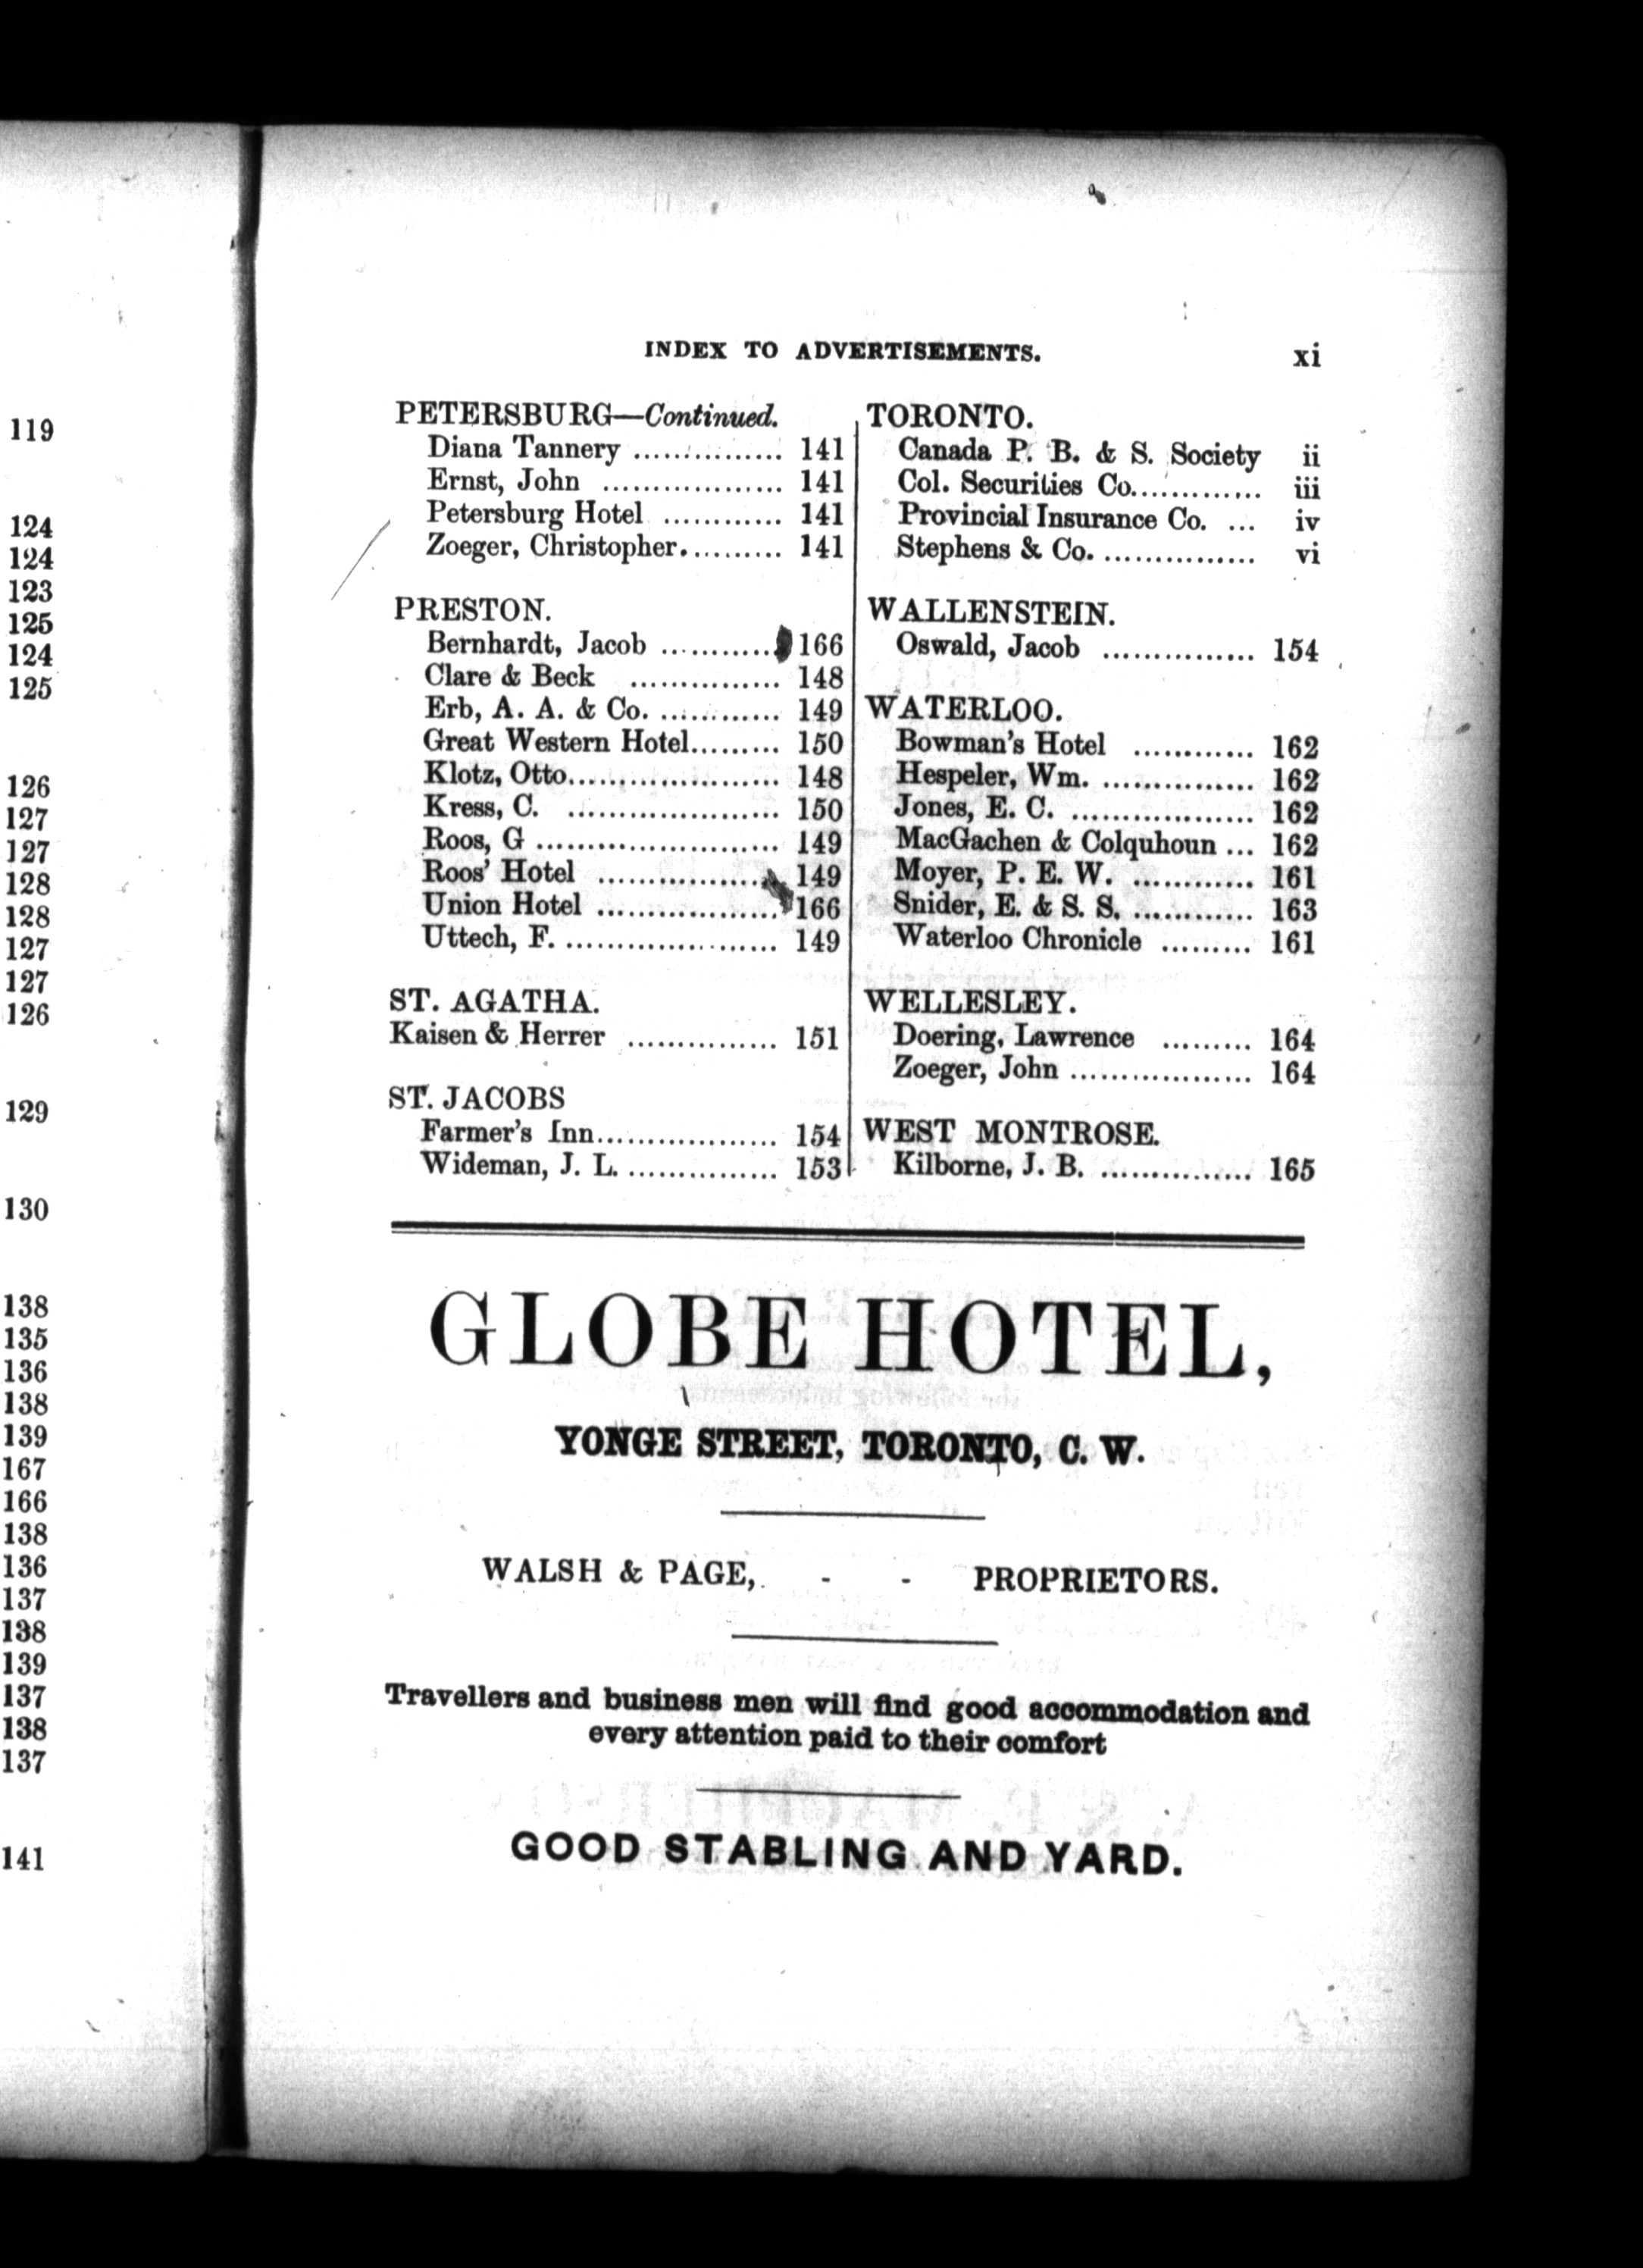 119
124
124
123
125
124
125
126
127
127
128
128
127
127
126
129
130
138
135
136
138
139
167
166
138
136
137
138
139
137
138
137
141
INDEX TO ADVERTISEMENTS. xi
PETERSBURG—Continued.
Diana Tannery ............... 141
Ernst, John .................. 141
Petersburg Hotel ............ 141
Zoeger, Christopher.......... 141
PRESTON.
Bernhardt, Jacob ........... 166
Clare & Beck ............... 148
Erb, A. A. & Co. ............ 149
Great Western Hotel......... 150
Klotz, Otto..................... 148
Kress, C. ..................... 150
Roos, G ........................ 149
Roos' Hotel ................. 149
Union Hotel .................. 166
Uttech, F. ..................... 149
ST. AGATHA.
Kaisen & Herrer ............... 151
ST. JACOBS
Farmer's Inn.................. 154
Wideman, J. L. ............... 153
TORONTO.
Canada P. B. & S. Society ii
Col. Securities Co............. iii
Provincial Insurance Co. ... iv
Stephens & Co. ............... vi
WALLENSTEIN.
Oswald, Jacob ............... 154
WATERLOO.
Bowman's Hotel ............ 162
Hespeler, Wm. ............... 162
Jones, E. C. .................. 162
MacGachen & Colquhoun ... 162
Moyer, P. E. W. ............ 161
Snider, E. & S. S. ............ 163
Waterloo Chronicle ......... 161
WELLESLEY.
Doering, Lawrence ......... 164
Zoeger, John .................. 164
WEST MONTROSE.
Kilborne, J. B. ............... 165
GLOBE HOTEL,
YONGE STREET, TORONTO, C. W.
WALSH & PAGE, - - PROPRIETORS.
Travellers and business men will find good accommodation and
every attention paid to their comfort
GOOD STABLING AND YARD.